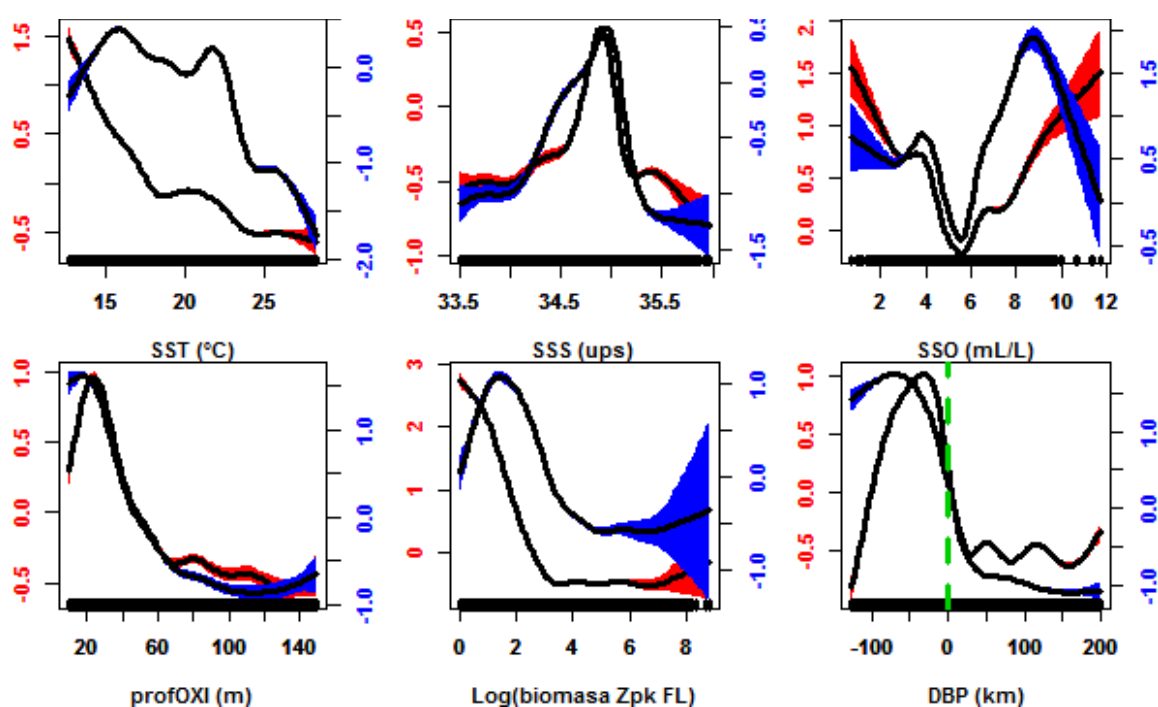 -0.5 0.5 1.5
-2.0 -1.0 0.0
15 20 25
SST (ºC)
-1.0 -0.5 0.0 0.5
-1.5 -0.5
33.5 34.5 35.5
SSS (ups)
0.0 0.5 1.0 1.5 2.
-0.5 0.5 1.5
2 4 6 8 10 12
SSO (mL/L)
-0.5 0.0 0.5 1.0
-1.0 0.0 1.0
20 60 100 140
profOXI (m)
0 1 2 3
-1.0 0.0 1.0
0 2 4 6 8
Log(biomasa Zpk FL)
-0.5 0.0 0.5 1.0
-1.0 0.0 1.0
-100 0 100 200
DBP (km)